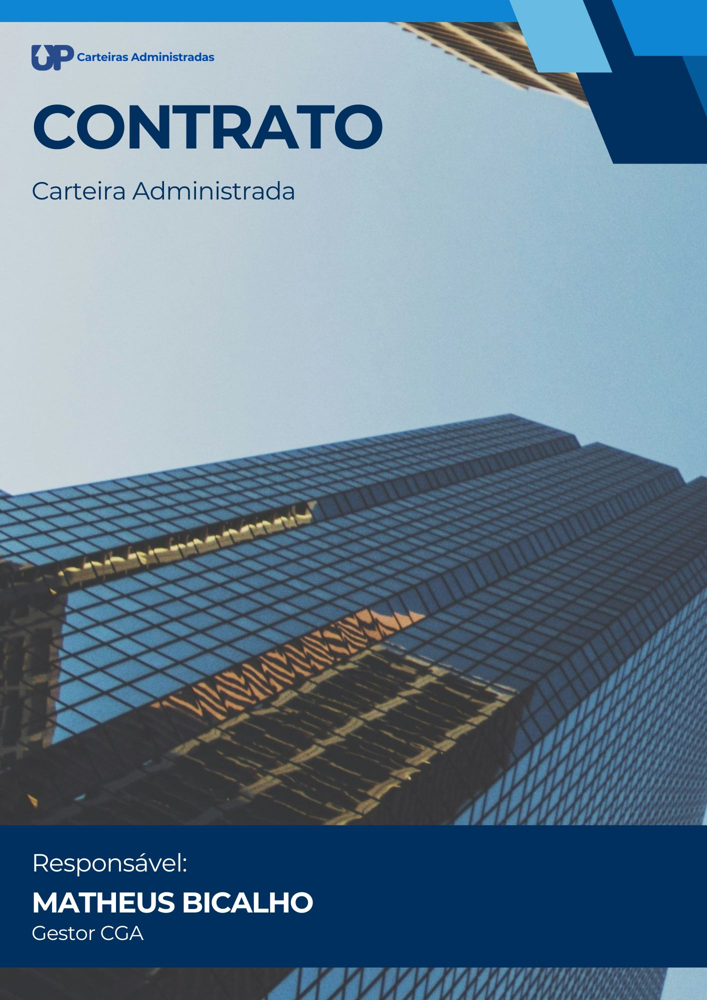 UP Carteiras Administradas
CONTRATO
Carteira Administrada
Responsável:
MATHEUS BICALHO
Gestor CGA